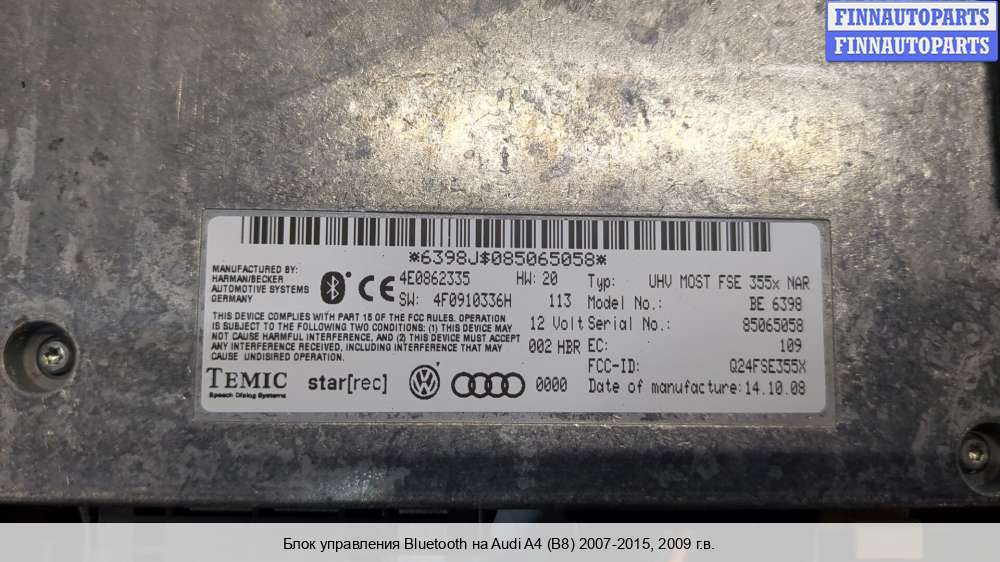 FINNAUTOPARTS
FINNAUTOPARTS
*6398J$085065058*
MANUFACTURED BY:
HARMAN/BECKER
AUTOMOTIVE SYSTEMS
GERMANY
4E0862335 HW: 20 Typ: UHV MOST FSE 355x NAR
SW: 4F0910336H 113 Model No.: BE 6398
THIS DEVICE COMPLIES WITH PART 15 OF THE FCC RULES. OPERATION
IS SUBJECT TO THE FOLLOWING TWO CONDITIONS: (1) THIS DEVICE MAY
NOT CAUSE HARMFUL INTERFERENCE, AND (2) THIS DEVICE MUST ACCEPT
ANY INTERFERENCE RECEIVED, INCLUDING INTERFERENCE THAT MAY
CAUSE UNDISIRED OPERATION.
12 Volt Serial No.: 85065058
002 HBR EC: 109
FCC-ID: Q24FSE355X
TEMIC
Speech Dialog Systems
star[rec] 0000 Date of manufacture: 14.10.08
Блок управления Bluetooth на Audi A4 (B8) 2007-2015, 2009 г.в.